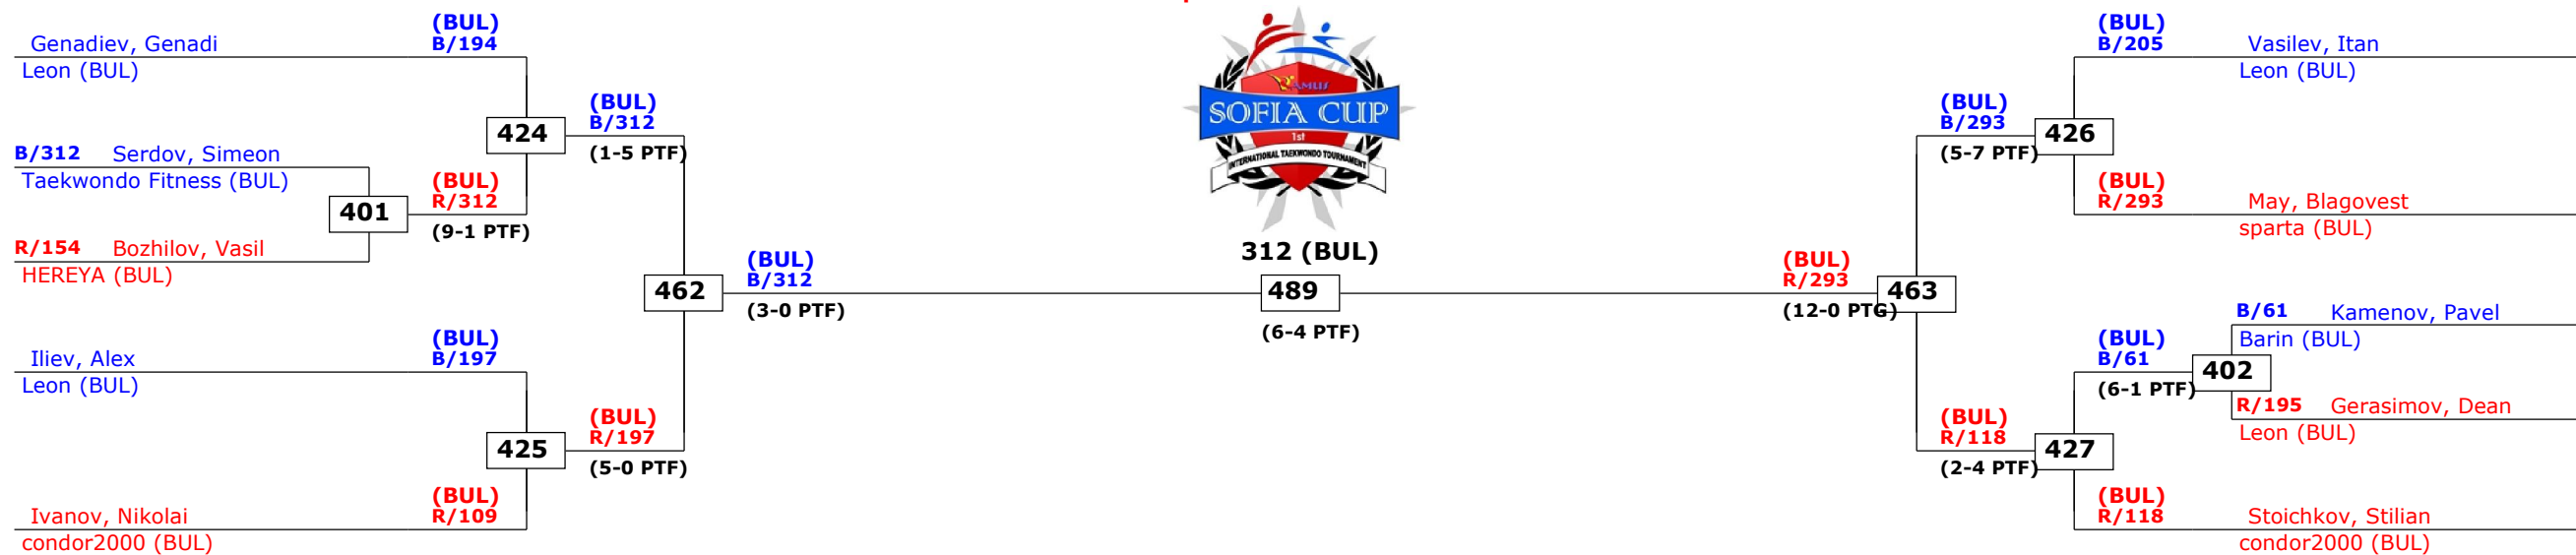 (BUL)
B/194
Genadiev, Genadi
Leon (BUL)
B/312 Serdov, Simeon
Taekwondo Fitness (BUL)
401
R/154 Bozhilov, Vasil
HEREYA (BUL)
(BUL)
R/312
(9-1 PTF)
424
(BUL)
B/312
(1-5 PTF)
(BUL)
B/197
Iliev, Alex
Leon (BUL)
425
(BUL)
R/109
Ivanov, Nikolai
condor2000 (BUL)
(BUL)
R/197
(5-0 PTF)
462
(BUL)
B/312
(3-0 PTF)
RAMUS
SOFIA CUP
1st
INTERNATIONAL TAEKWONDO TOURNAMENT
312 (BUL)
489
(6-4 PTF)
(BUL)
R/293
(12-0 PTG)
463
(BUL)
B/293
(5-7 PTF)
426
(BUL)
B/205
Vasilev, Itan
Leon (BUL)
(BUL)
R/293
May, Blagovest
sparta (BUL)
(BUL)
R/118
(2-4 PTF)
427
(BUL)
B/61
(6-1 PTF)
402
B/61 Kamenov, Pavel
Barin (BUL)
R/195 Gerasimov, Dean
Leon (BUL)
(BUL)
R/118
Stoichkov, Stilian
condor2000 (BUL)